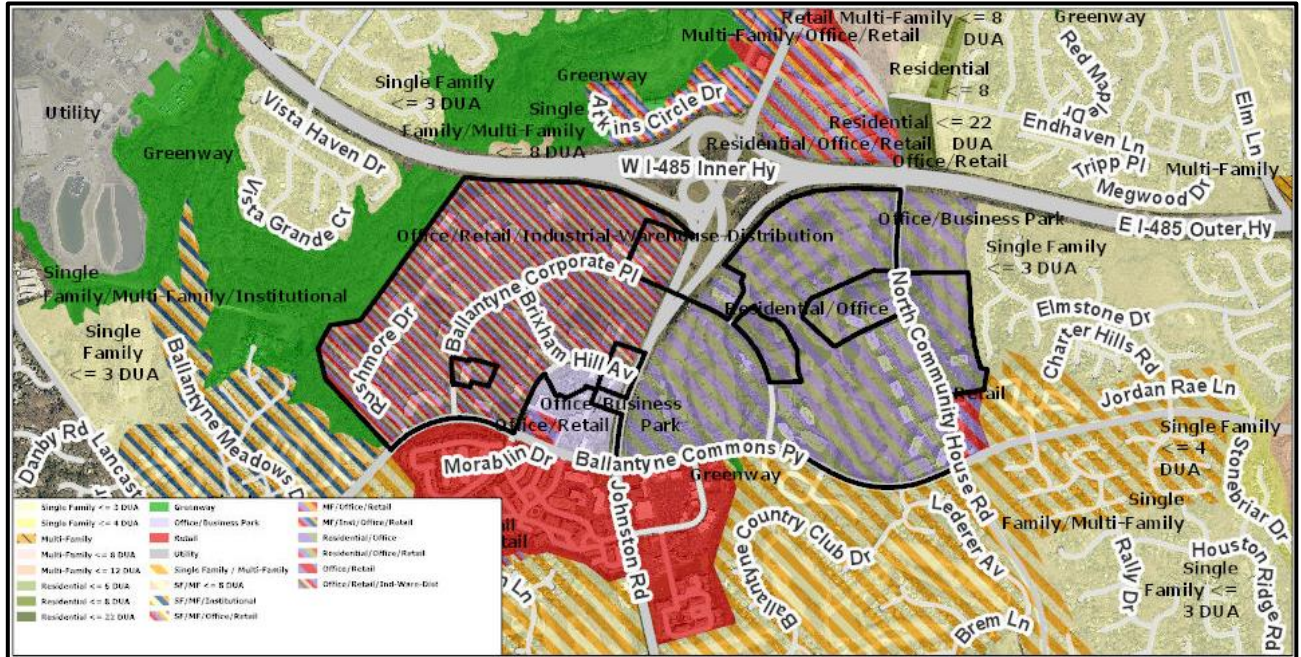 Retail Multi-Family <= 8
DUA
Multi-Family/Office/Retail
Greenway
Red Maple Dr
Elm Ln
Residential
<= 8
Single Family
<= 3 DUA
Greenway
Utility
Vista Haven Dr
Single
Family/Multi-Family
<= 8 DUA
Atkins Circle Dr
Residential <= 22
DUA
Residential/Office/Retail
Office/Retail
Endhaven Ln
Tripp Pl
Megwood Dr
Multi-Family
Greenway
W I-485 Inner Hy
E I-485 Outer Hy
Vista Grande Cr
Office/Business Park
Office/Retail/Industrial-Warehouse-Distribution
Single Family
<= 3 DUA
Single
Family/Multi-Family/Institutional
Ballantyne Corporate Pl
Brixham Hill Av
Residential/Office
North Community House Rd
Elmstone Dr
Charter Hills Rd
Single
Family
<= 3 DUA
Rushmore Dr
Jordan Rae Ln
Retail
Office/Business
Park
Office/Retail
Ballantyne Meadows D
Danby Rd
Lancast
Morablin Dr
Ballantyne Commons Py
Greenway
Single Family
<= 4
DUA
Stonebriar Dr
Johnston Rd
Single
Family/Multi-Family
Ballantyne Country Club Dr
Lederer Av
Rally Dr
Houston Ridge Rd
Single
Family <=
3 DUA
Brem Ln
Ln
Single Family <= 3 DUA
Single Family <= 4 DUA
Multi-Family
Multi-Family <= 8 DUA
Multi-Family <= 12 DUA
Residential <= 6 DUA
Residential <= 8 DUA
Residential <= 22 DUA
Greenway
Office/Business Park
Retail
Utility
Single Family / Multi-Family
SF/MF <= 8 DUA
SF/MF/Institutional
SF/MF/Office/Retail
MF/Office/Retail
MF/Inst/Office/Retail
Residential/Office
Residential/Office/Retail
Office/Retail
Office/Retail/Ind-Ware-Dist